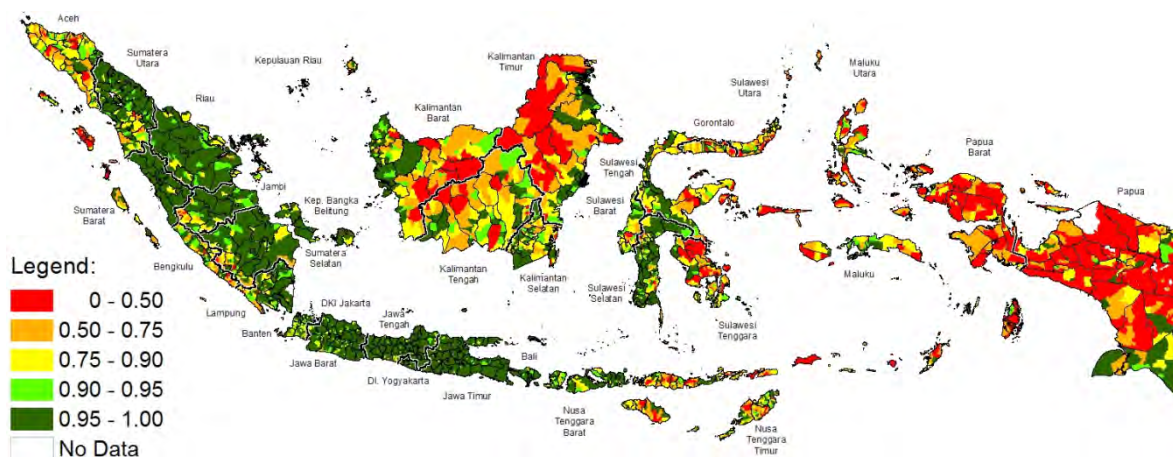 Aceh
Sumatera
Utara
Kepulauan Riau
Riau
Kalimantan
Timur
Sulawesi
Utara
Maluku
Utara
Kalimantan
Barat
Gorontalo
Papua
Barat
Papua
Sulawesi
Tengah
Jambi
Kep. Bangka
Belitung
Sulawesi
Barat
Sumatera
Barat
Sumatera
Selatan
Bengkulu
Kalimantan
Tengah
Kalimantan
Selatan
Sulawesi
Selatan
Maluku
Lampung
DKI Jakarta
Jawa
Tengah
Sulawesi
Tenggara
Banten
Jawa Barat
Bali
DI. Yogyakarta
Jawa Timur
Nusa
Tenggara
Barat
Nusa
Tenggara
Timur
Legend:
0 - 0.50
0.50 - 0.75
0.75 - 0.90
0.90 - 0.95
0.95 - 1.00
No Data